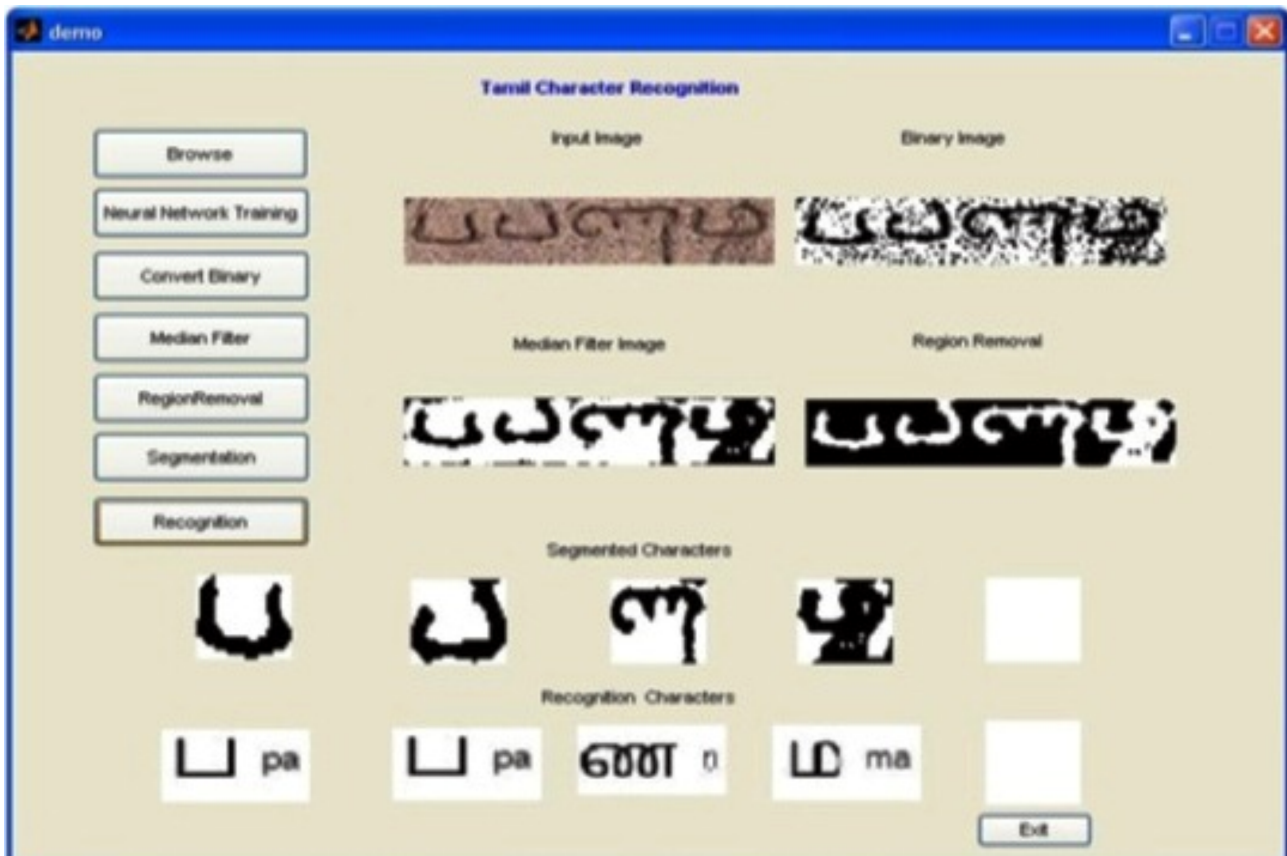 demo
Tamil Character Recognition
Input Image Binary Image
Browse
Neural Network Training
Convert Binary
Median Filter
RegionRemoval
Segmentation
Recognition
Median Filter Image Region Removal
Segmented Characters
Recognition Characters
ப pa ப pa ண ம ma
Exit